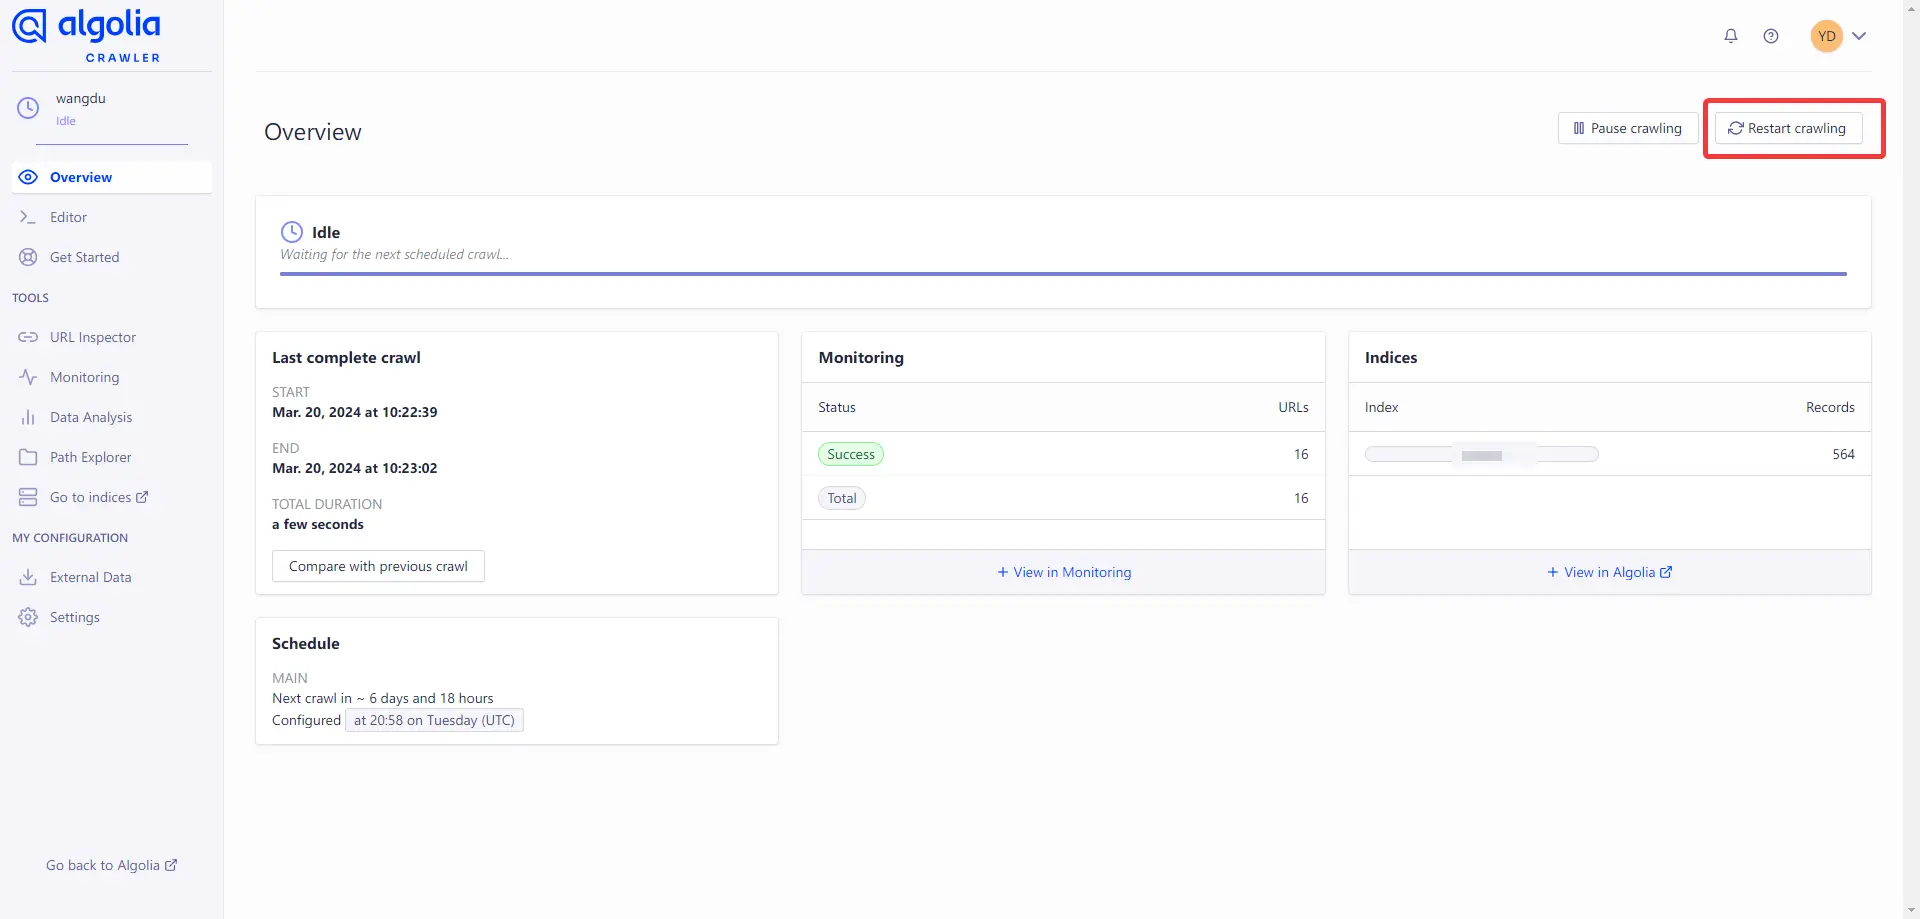 algolia
CRAWLER
wangdu
Idle
Overview
Editor
Get Started
TOOLS
URL Inspector
Monitoring
Data Analysis
Path Explorer
Go to indices
MY CONFIGURATION
External Data
Settings
Go back to Algolia
YD
Overview
Pause crawling
Restart crawling
Idle
Waiting for the next scheduled crawl...
Last complete crawl
START
Mar. 20, 2024 at 10:22:39
END
Mar. 20, 2024 at 10:23:02
TOTAL DURATION
a few seconds
Compare with previous crawl
Monitoring
Status URLs
Success 16
Total 16
+ View in Monitoring
Indices
Index Records
564
+ View in Algolia
Schedule
MAIN
Next crawl in ~ 6 days and 18 hours
Configured at 20:58 on Tuesday (UTC)